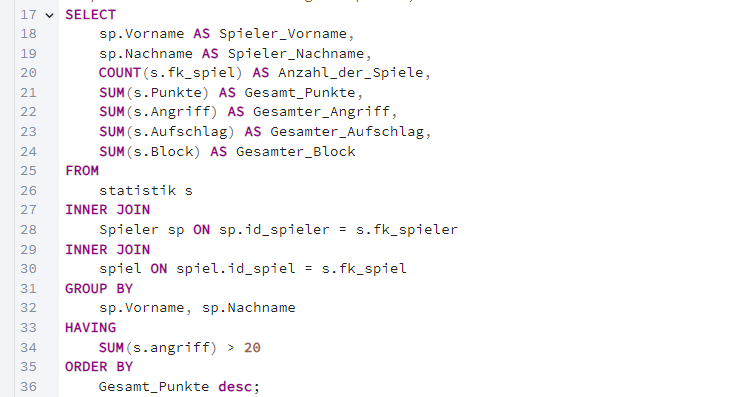 17 SELECT
18 sp.Vorname AS Spieler_Vorname,
19 sp.Nachname AS Spieler_Nachname,
20 COUNT(s.fk_spiel) AS Anzahl_der_Spiele,
21 SUM(s.Punkte) AS Gesamt_Punkte,
22 SUM(s.Angriff) AS Gesamter_Angriff,
23 SUM(s.Aufschlag) AS Gesamter_Aufschlag,
24 SUM(s.Block) AS Gesamter_Block
25 FROM
26 statistik s
27 INNER JOIN
28 Spieler sp ON sp.id_spieler = s.fk_spieler
29 INNER JOIN
30 spiel ON spiel.id_spiel = s.fk_spiel
31 GROUP BY
32 sp.Vorname, sp.Nachname
33 HAVING
34 SUM(s.angriff) > 20
35 ORDER BY
36 Gesamt_Punkte desc;